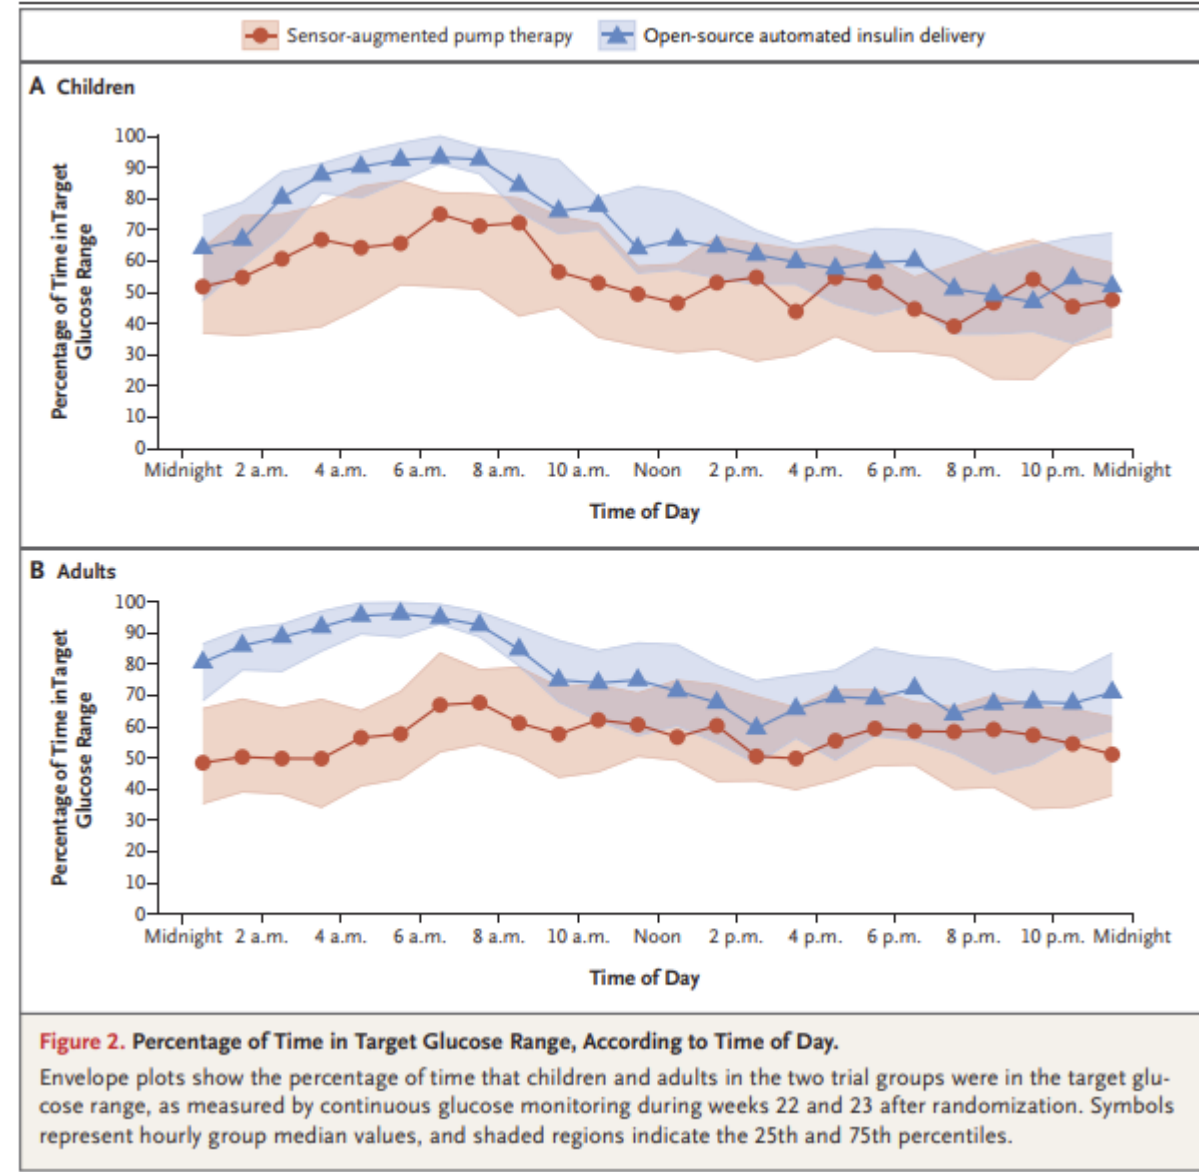 Sensor-augmented pump therapy Open-source automated insulin delivery
A Children
Percentage of Time in Target
Glucose Range
100
90
80
70
60
50
40
30
20
10
0
Midnight 2 a.m. 4 a.m. 6 a.m. 8 a.m. 10 a.m. Noon 2 p.m. 4 p.m. 6 p.m. 8 p.m. 10 p.m. Midnight
Time of Day
B Adults
Percentage of Time in Target
Glucose Range
100
90
80
70
60
50
40
30
20
10
0
Midnight 2 a.m. 4 a.m. 6 a.m. 8 a.m. 10 a.m. Noon 2 p.m. 4 p.m. 6 p.m. 8 p.m. 10 p.m. Midnight
Time of Day
Figure 2. Percentage of Time in Target Glucose Range, According to Time of Day.
Envelope plots show the percentage of time that children and adults in the two trial groups were in the target glu-
cose range, as measured by continuous glucose monitoring during weeks 22 and 23 after randomization. Symbols
represent hourly group median values, and shaded regions indicate the 25th and 75th percentiles.